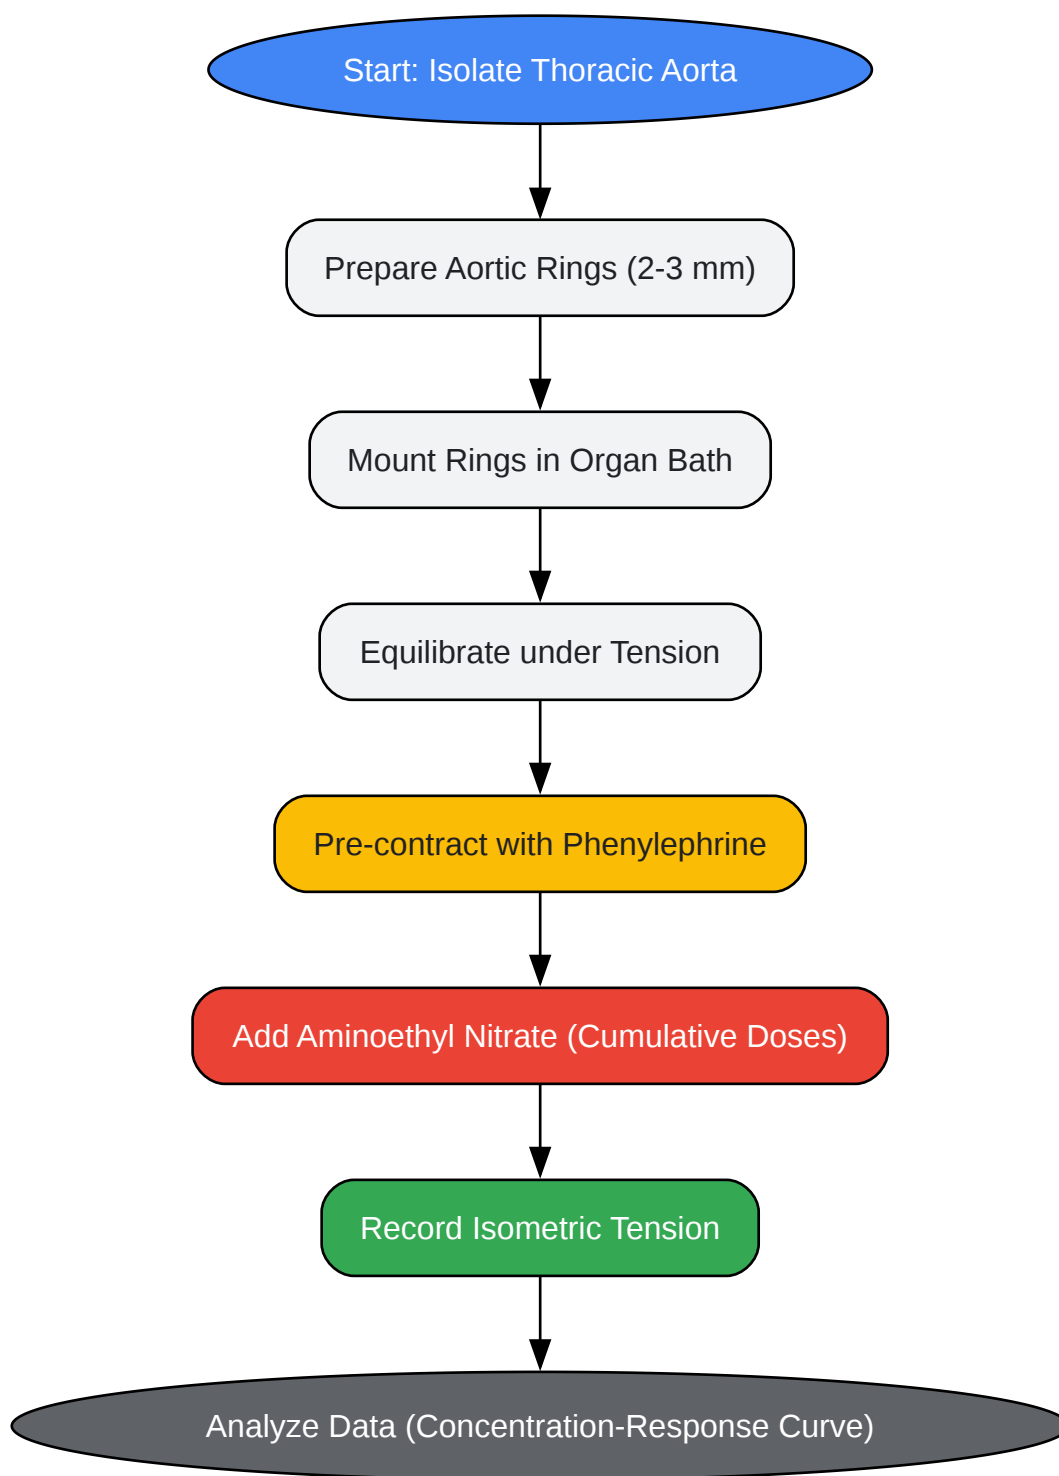 Start: Isolate Thoracic Aorta
Prepare Aortic Rings (2-3 mm)
Mount Rings in Organ Bath
Equilibrate under Tension
Pre-contract with Phenylephrine
Add Aminoethyl Nitrate (Cumulative Doses)
Record Isometric Tension
Analyze Data (Concentration-Response Curve)